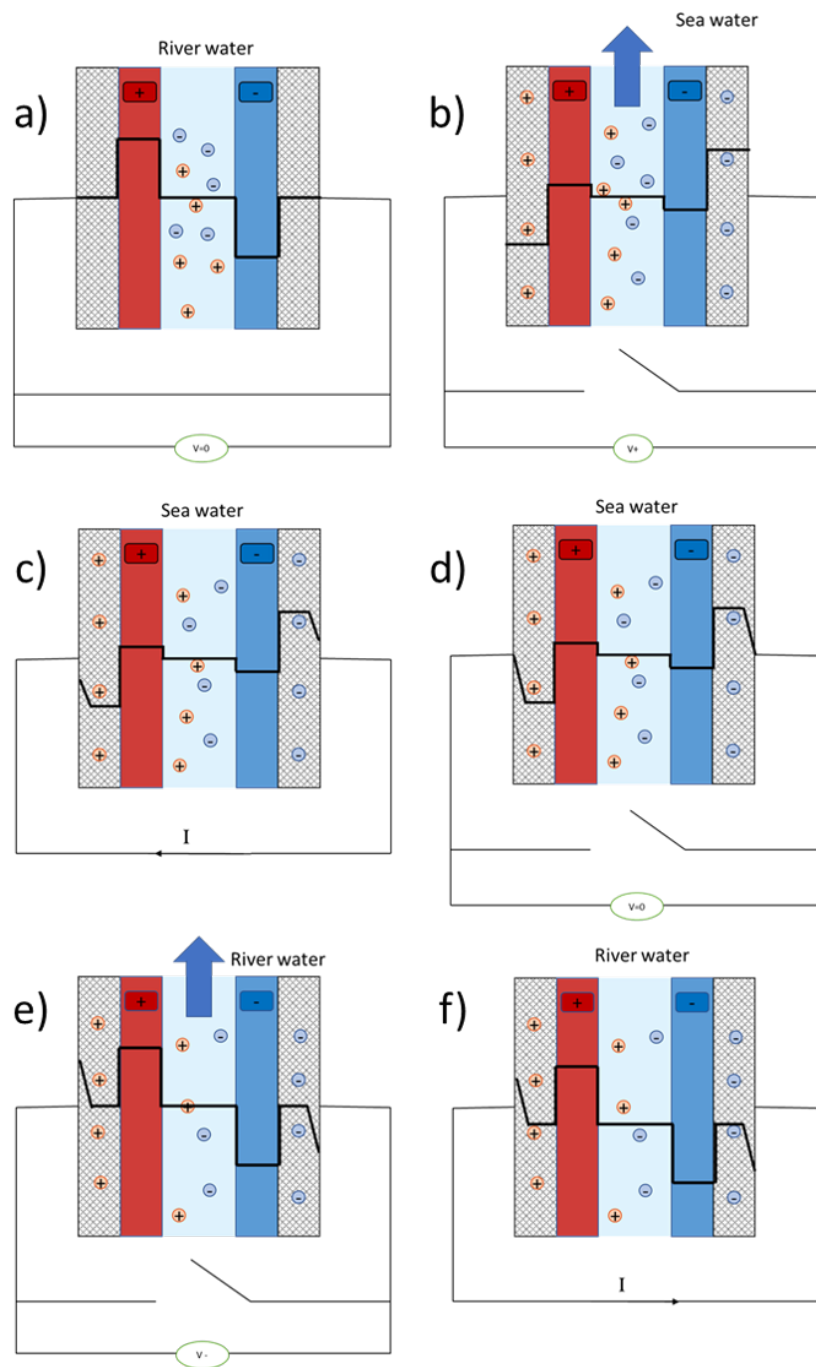 River water
a)
+ -
V=0
Sea water
b)
+ -
V+
Sea water
c)
+ -
I
Sea water
d)
+ -
V=0
River water
e)
+ -
V -
River water
f)
+ -
I